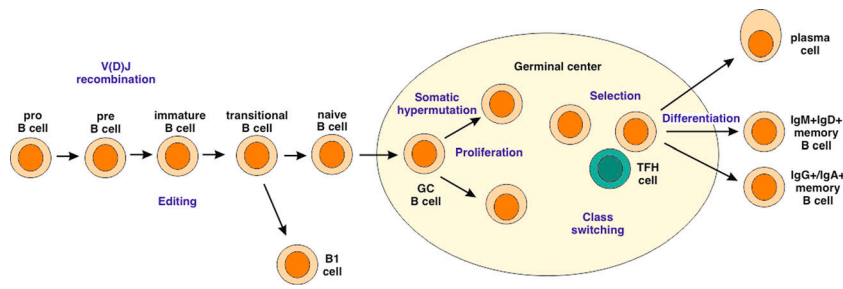 V(D)J
recombination
pro
B cell
pre
B cell
immature
B cell
transitional
B cell
naive
B cell
Editing
B1
cell
Germinal center
Somatic
hypermutation
Proliferation
GC
B cell
Selection
TFH
cell
Class
switching
Differentiation
plasma
cell
IgM+IgD+
memory
B cell
IgG+/IgA+
memory
B cell